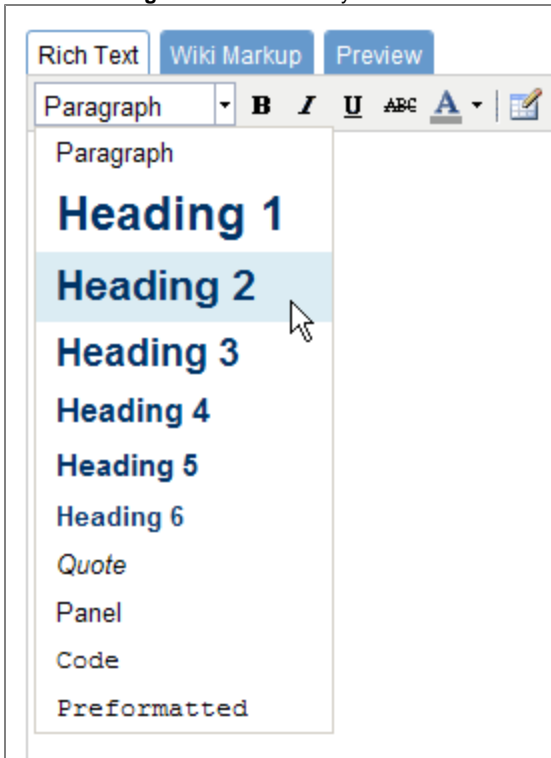 Rich Text Wiki Markup Preview
Paragraph B I U ABC A
Paragraph
Heading 1
Heading 2
Heading 3
Heading 4
Heading 5
Heading 6
Quote
Panel
Code
Preformatted